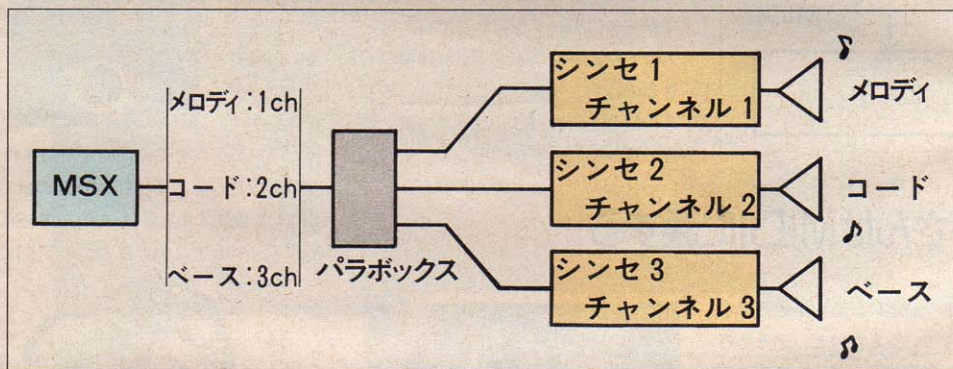 MSX
メロディ:1ch
コード:2ch
ベース:3ch
パラボックス
シンセ1
チャンネル1
メロディ
シンセ2
チャンネル2
コード
シンセ3
チャンネル3
ベース